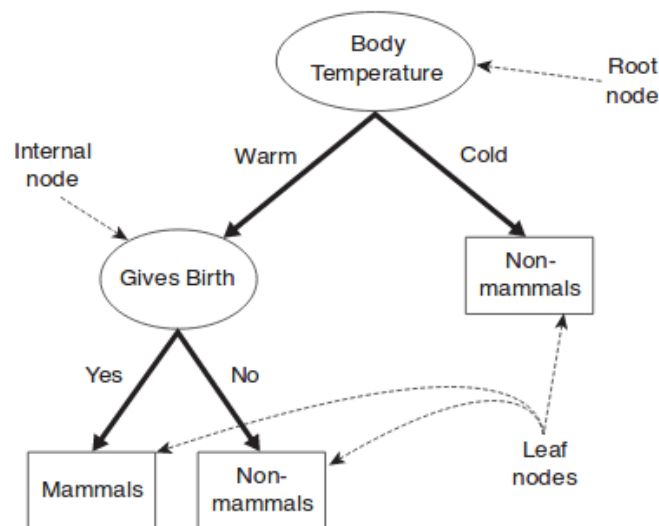 Body
Temperature
Root
node
Internal
node
Warm
Cold
Gives Birth
Non-
mammals
Yes
No
Mammals
Non-
mammals
Leaf
nodes